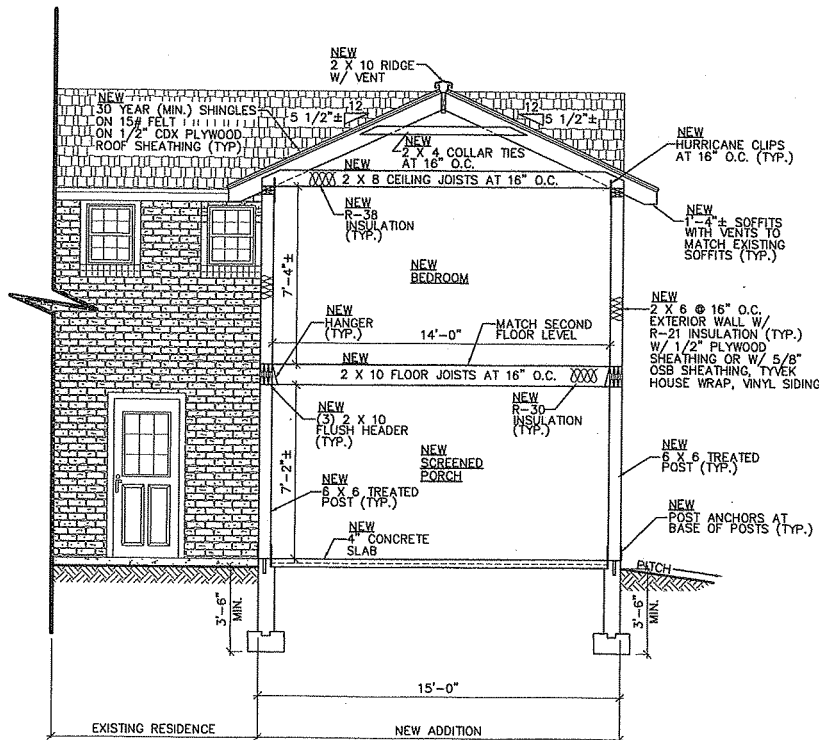 NEW
2 X 10 RIDGE
W/ VENT
NEW
30 YEAR (MIN.) SHINGLES
ON 15# FELT
ON 1/2" CDX PLYWOOD
ROOF SHEATHING (TYP)
12
5 1/2"±
12
5 1/2"±
NEW
2 X 4 COLLAR TIES
AT 16" O.C.
NEW
HURRICANE CLIPS
AT 16" O.C. (TYP.)
NEW
2 X 8 CEILING JOISTS AT 16" O.C.
NEW
R-38
INSULATION
(TYP.)
NEW
1'-4"± SOFFITS
WITH VENTS TO
MATCH EXISTING
SOFFITS (TYP.)
NEW
BEDROOM
7'-4"±
NEW
HANGER
(TYP.)
14'-0"
MATCH SECOND
FLOOR LEVEL
NEW
2 X 6 @ 16" O.C.
EXTERIOR WALL W/
R-21 INSULATION (TYP.)
W/ 1/2" PLYWOOD
SHEATHING OR W/ 5/8"
OSB SHEATHING, TYVEK
HOUSE WRAP, VINYL SIDING
NEW
2 X 10 FLOOR JOISTS AT 16" O.C.
NEW
(3) 2 X 10
FLUSH HEADER
(TYP.)
NEW
R-30
INSULATION
(TYP.)
NEW
SCREENED
PORCH
7'-2"±
NEW
6 X 6 TREATED
POST (TYP.)
NEW
6 X 6 TREATED
POST (TYP.)
NEW
4" CONCRETE
SLAB
NEW
POST ANCHORS AT
BASE OF POSTS (TYP.)
PATCH
3'-6"
MIN.
3'-6"
MIN.
15'-0"
EXISTING RESIDENCE
NEW ADDITION